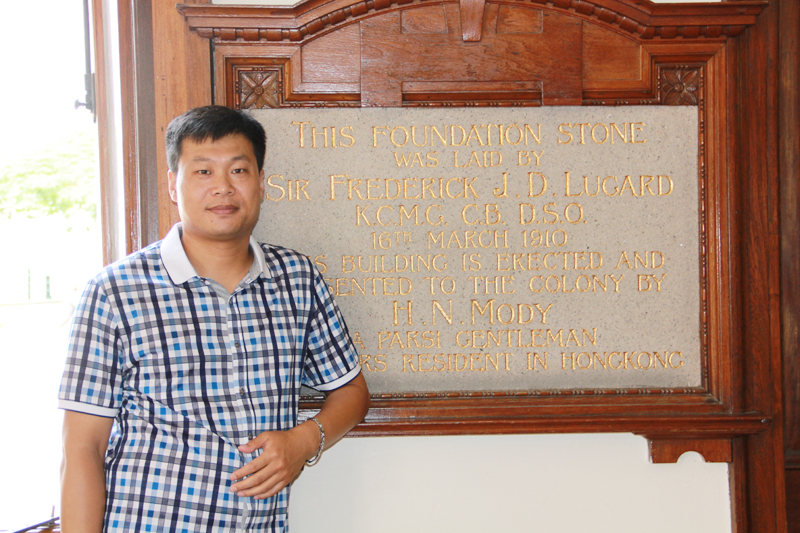 THIS FOUNDATION STONE
WAS LAID BY
SIR FREDERICK J. D. LUGARD
K.C.M.G. C.B. D.S.O.
16TH MARCH 1910
BUILDING IS ERECTED AND
TO THE COLONY BY
H. N. MODY
A PARSI GENTLEMAN
RESIDENT IN HONGKONG